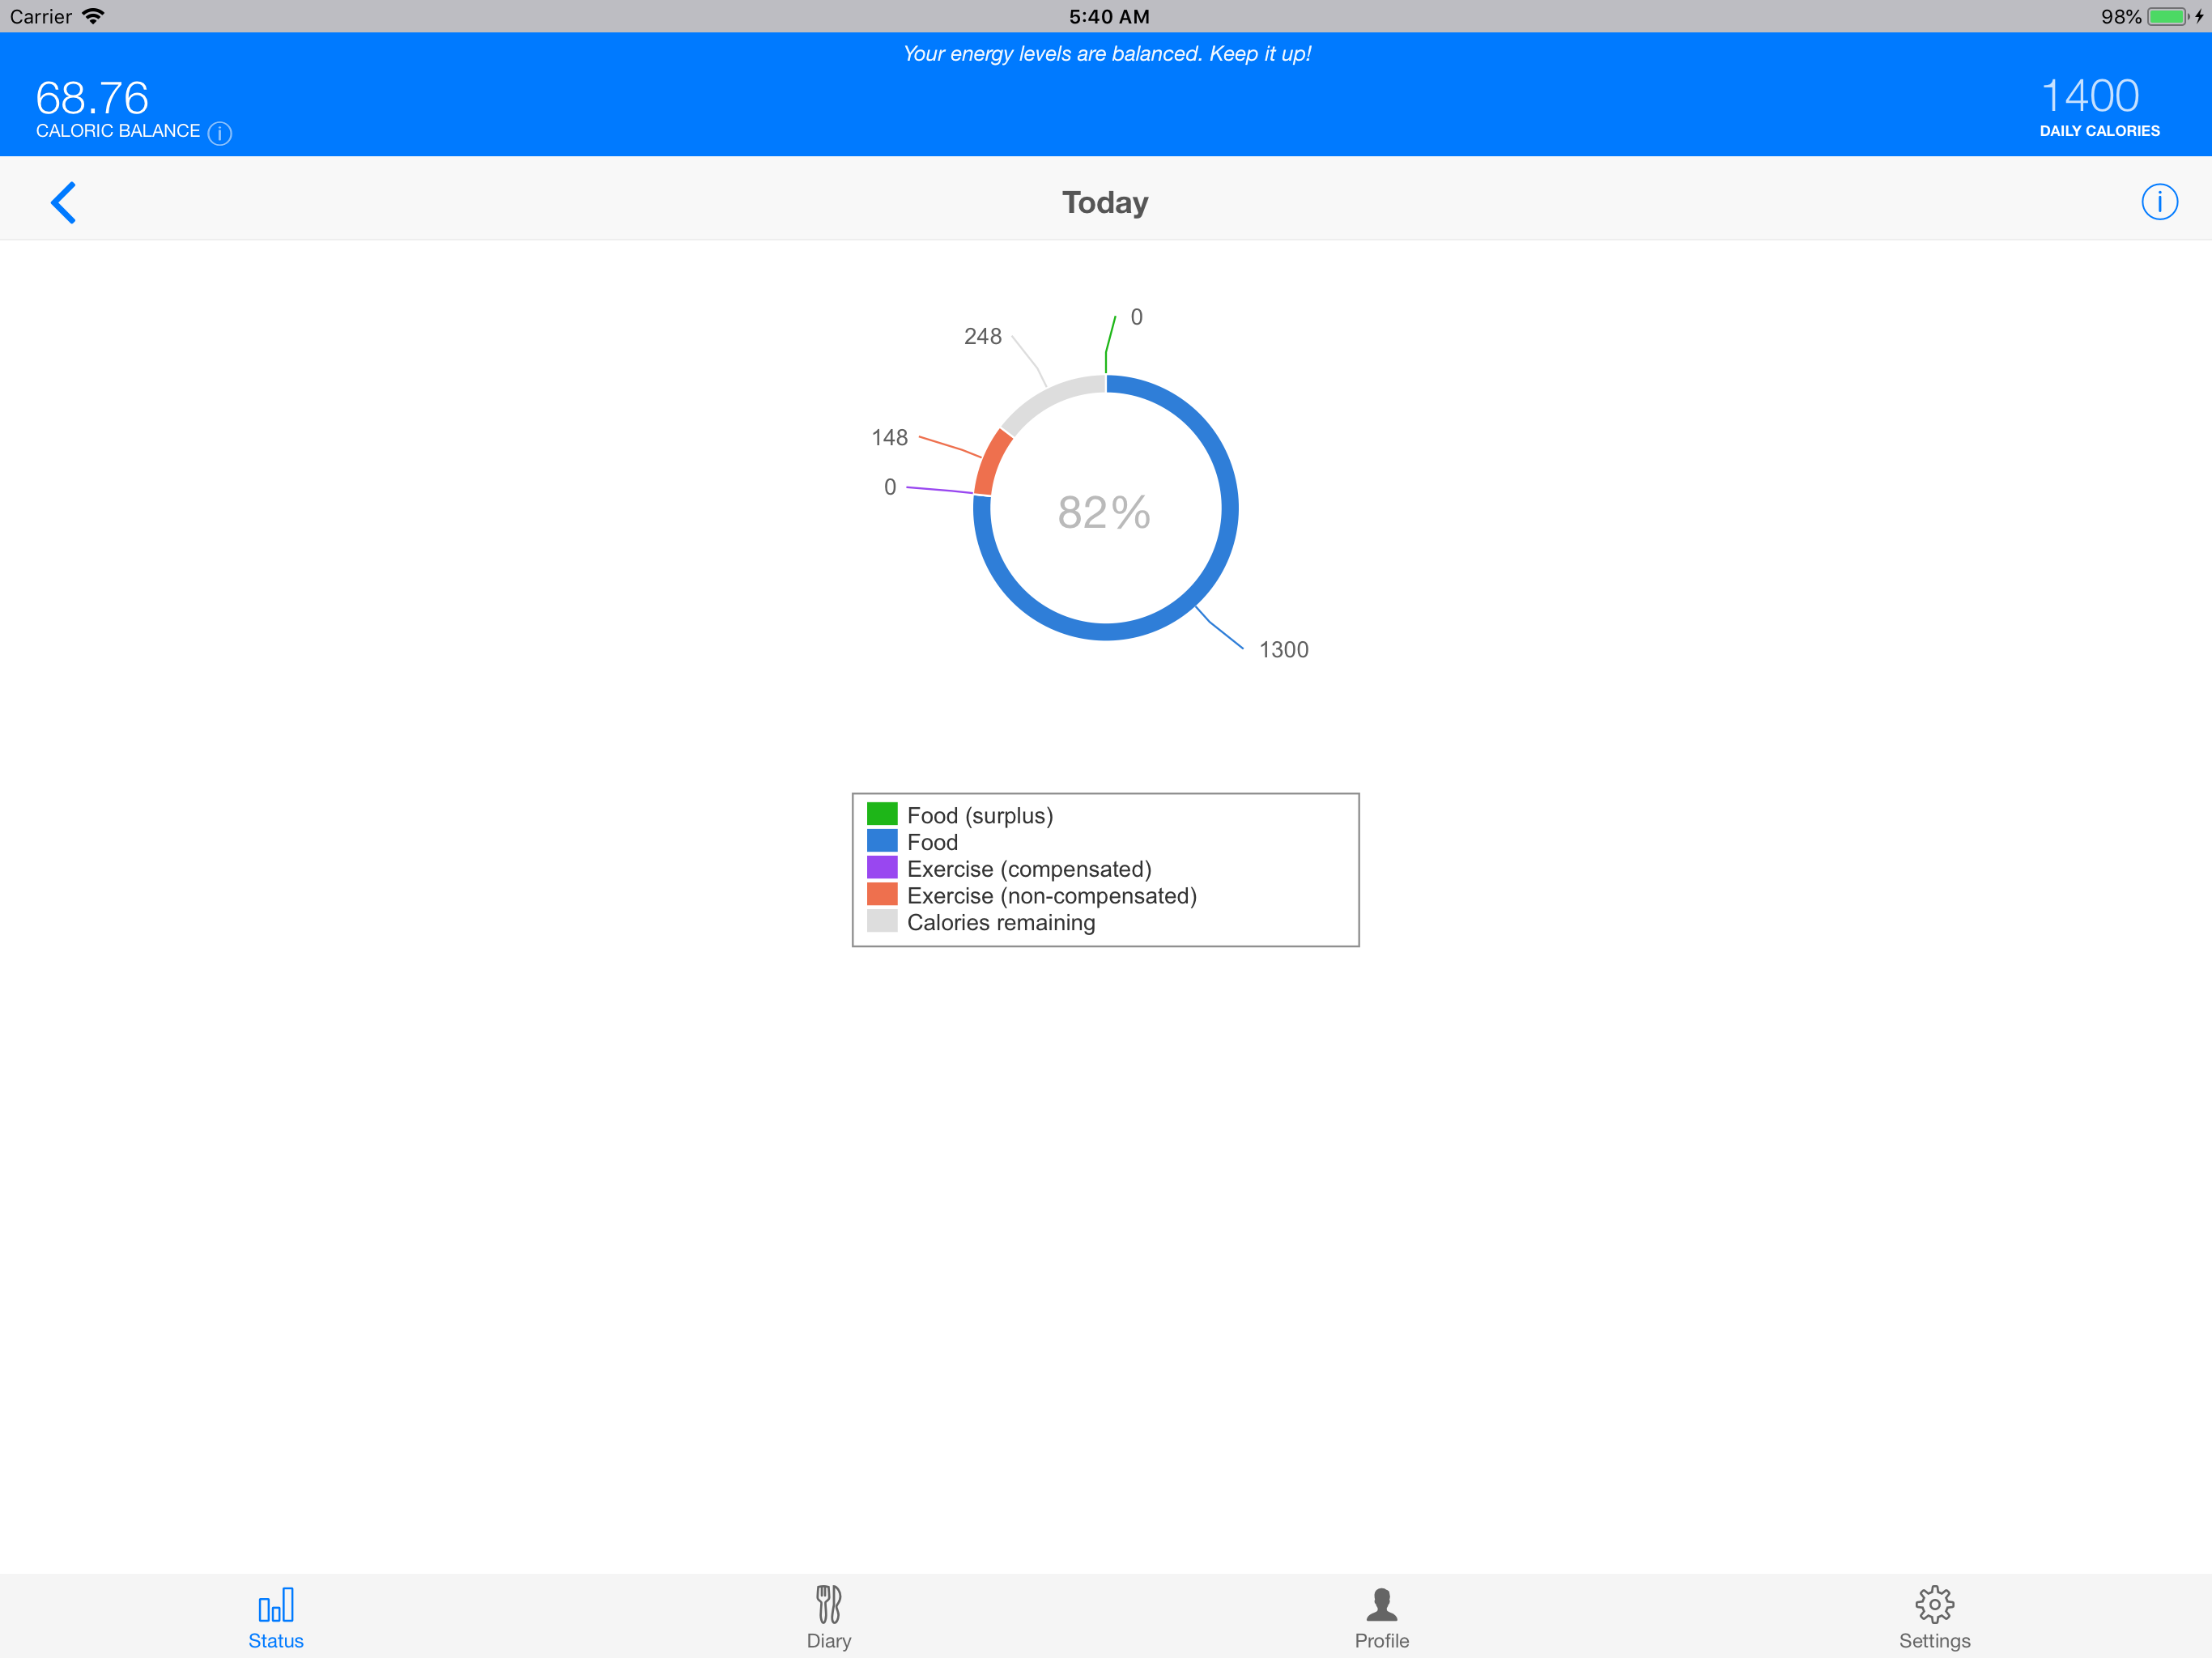 Carrier
5:40 AM
98%
Your energy levels are balanced. Keep it up!
68.76
CALORIC BALANCE i
1400
DAILY CALORIES
Today
i
0
248
148
0
82%
1300
Food (surplus)
Food
Exercise (compensated)
Exercise (non-compensated)
Calories remaining
Status
Diary
Profile
Settings